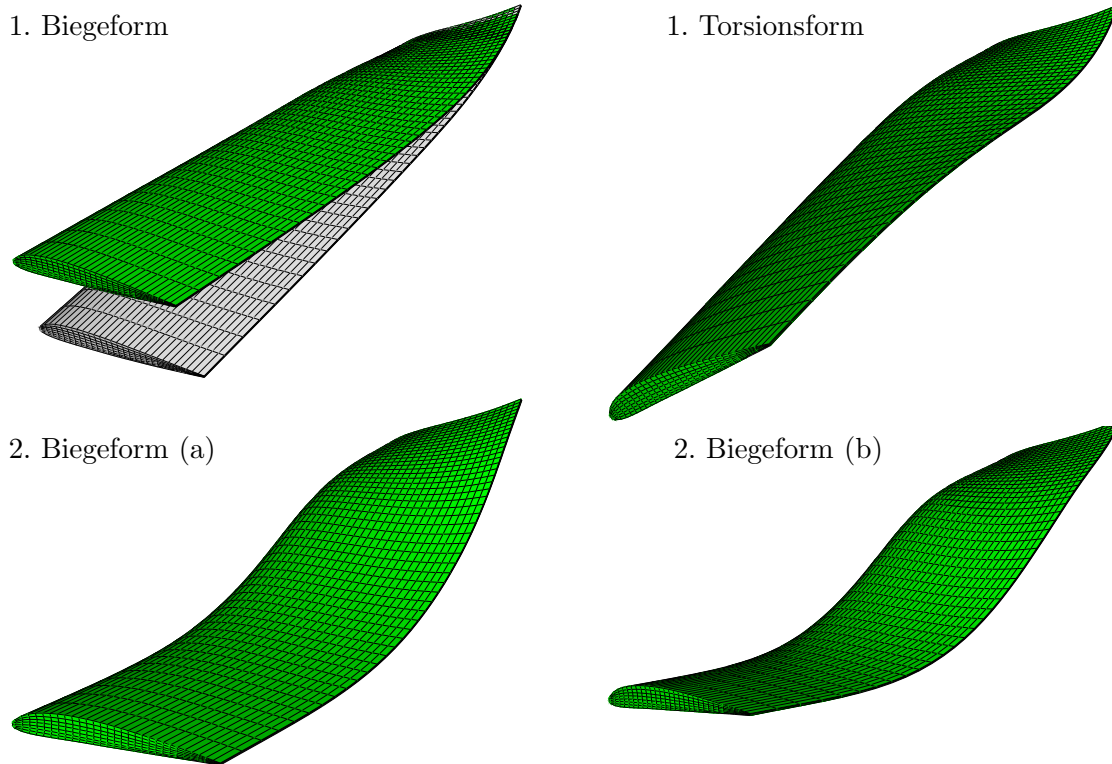 1. Biegeform
1. Torsionsform
2. Biegeform (a)
2. Biegeform (b)